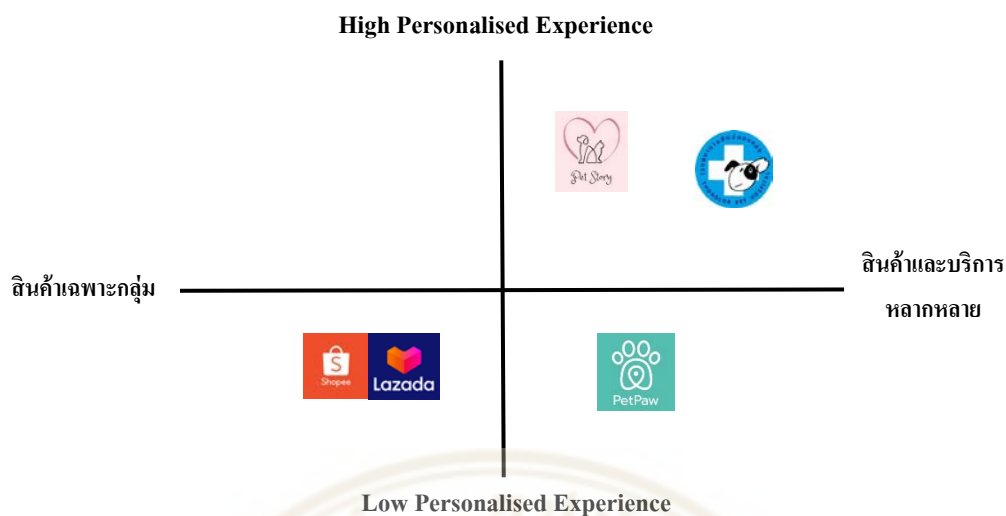 High Personalised Experience
Pet Story
สินค้าเฉพาะกลุ่ม
สินค้าและบริการ
หลากหลาย
S
Shopee
Lazada
PetPaw
Low Personalised Experience